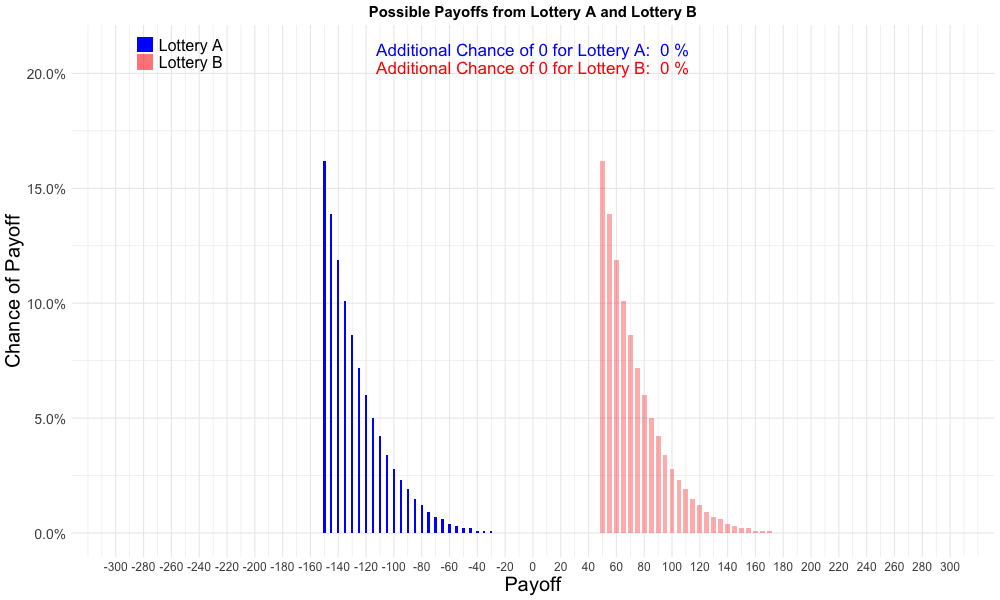 Possible Payoffs from Lottery A and Lottery B
Lottery A
Lottery B
Additional Chance of 0 for Lottery A:  0 %
Additional Chance of 0 for Lottery B:  0 %
Chance of Payoff
20.0%
15.0%
10.0%
5.0%
0.0%
-300 -280 -260 -240 -220 -200 -180 -160 -140 -120 -100 -80 -60 -40 -20 0 20 40 60 80 100 120 140 160 180 200 220 240 260 280 300
Payoff